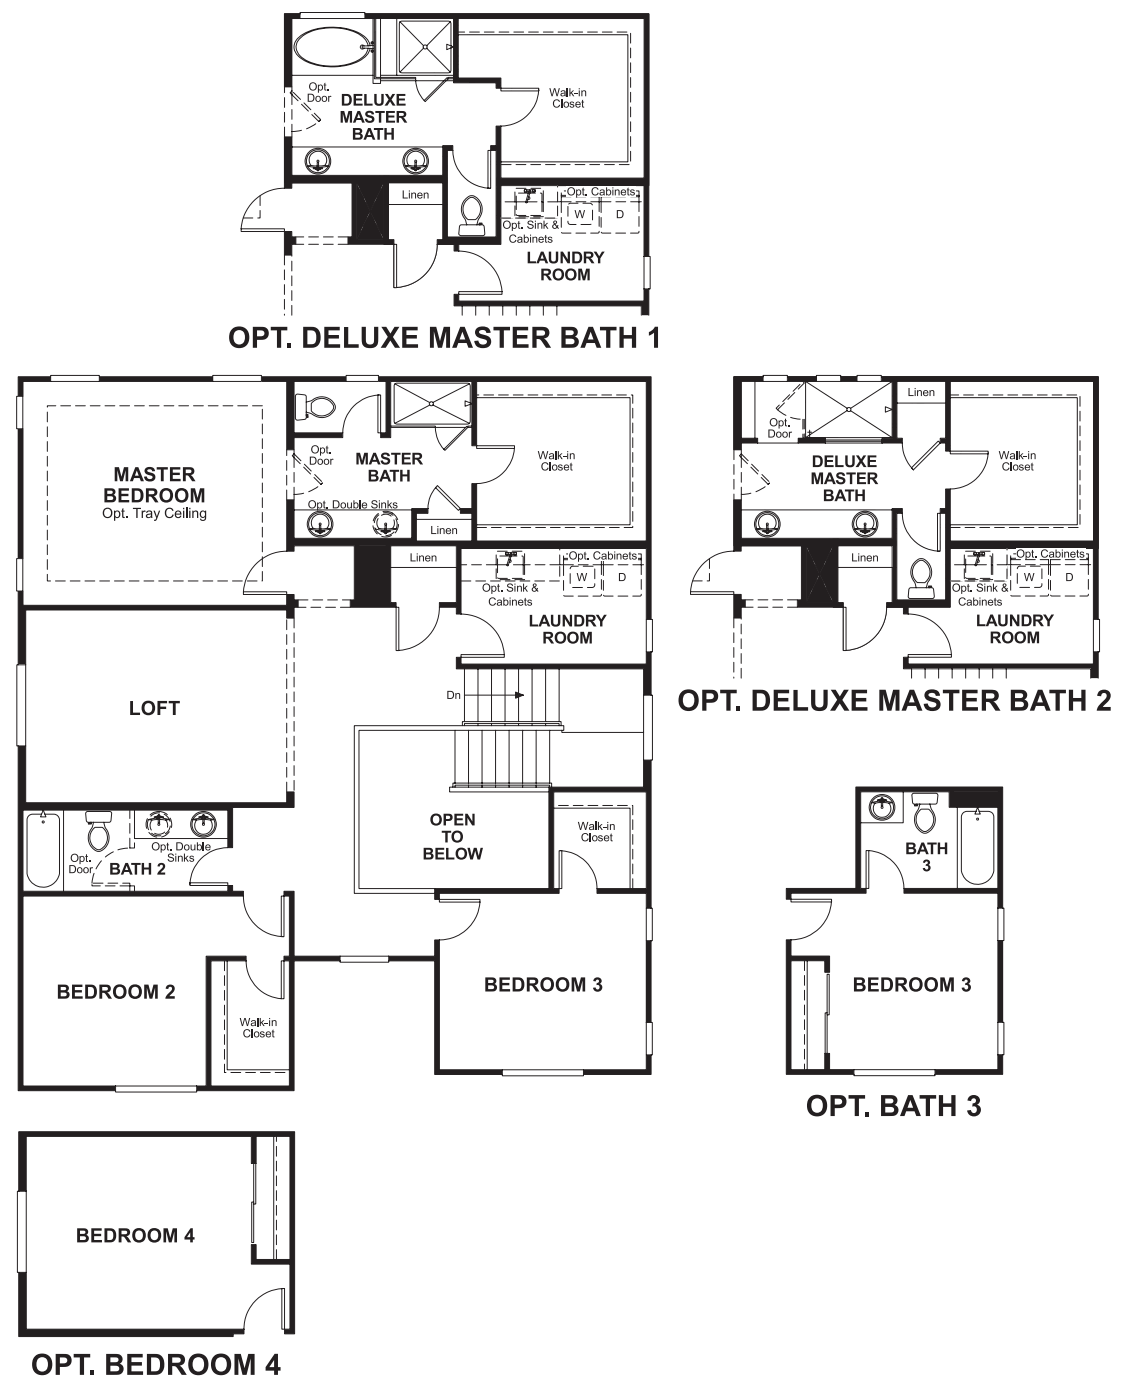 Opt.
Door
DELUXE
MASTER
BATH
Walk-in
Closet
Linen
Opt. Cabinets
W
D
Opt. Sink &
Cabinets
LAUNDRY
ROOM
OPT. DELUXE MASTER BATH 1
MASTER
BEDROOM
Opt. Tray Ceiling
Opt.
Door
MASTER
BATH
Opt. Double Sinks
Linen
Walk-in
Closet
Linen
Opt. Cabinets
W
D
Opt. Sink &
Cabinets
LAUNDRY
ROOM
LOFT
Dn
OPEN
TO
BELOW
Walk-in
Closet
Opt.
Door
Opt. Double
Sinks
BATH 2
BEDROOM 2
Walk-in
Closet
BEDROOM 3
Opt.
Door
Linen
DELUXE
MASTER
BATH
Walk-in
Closet
Linen
Opt. Cabinets
W
D
Opt. Sink &
Cabinets
LAUNDRY
ROOM
OPT. DELUXE MASTER BATH 2
BATH
3
BEDROOM 3
OPT. BATH 3
BEDROOM 4
OPT. BEDROOM 4